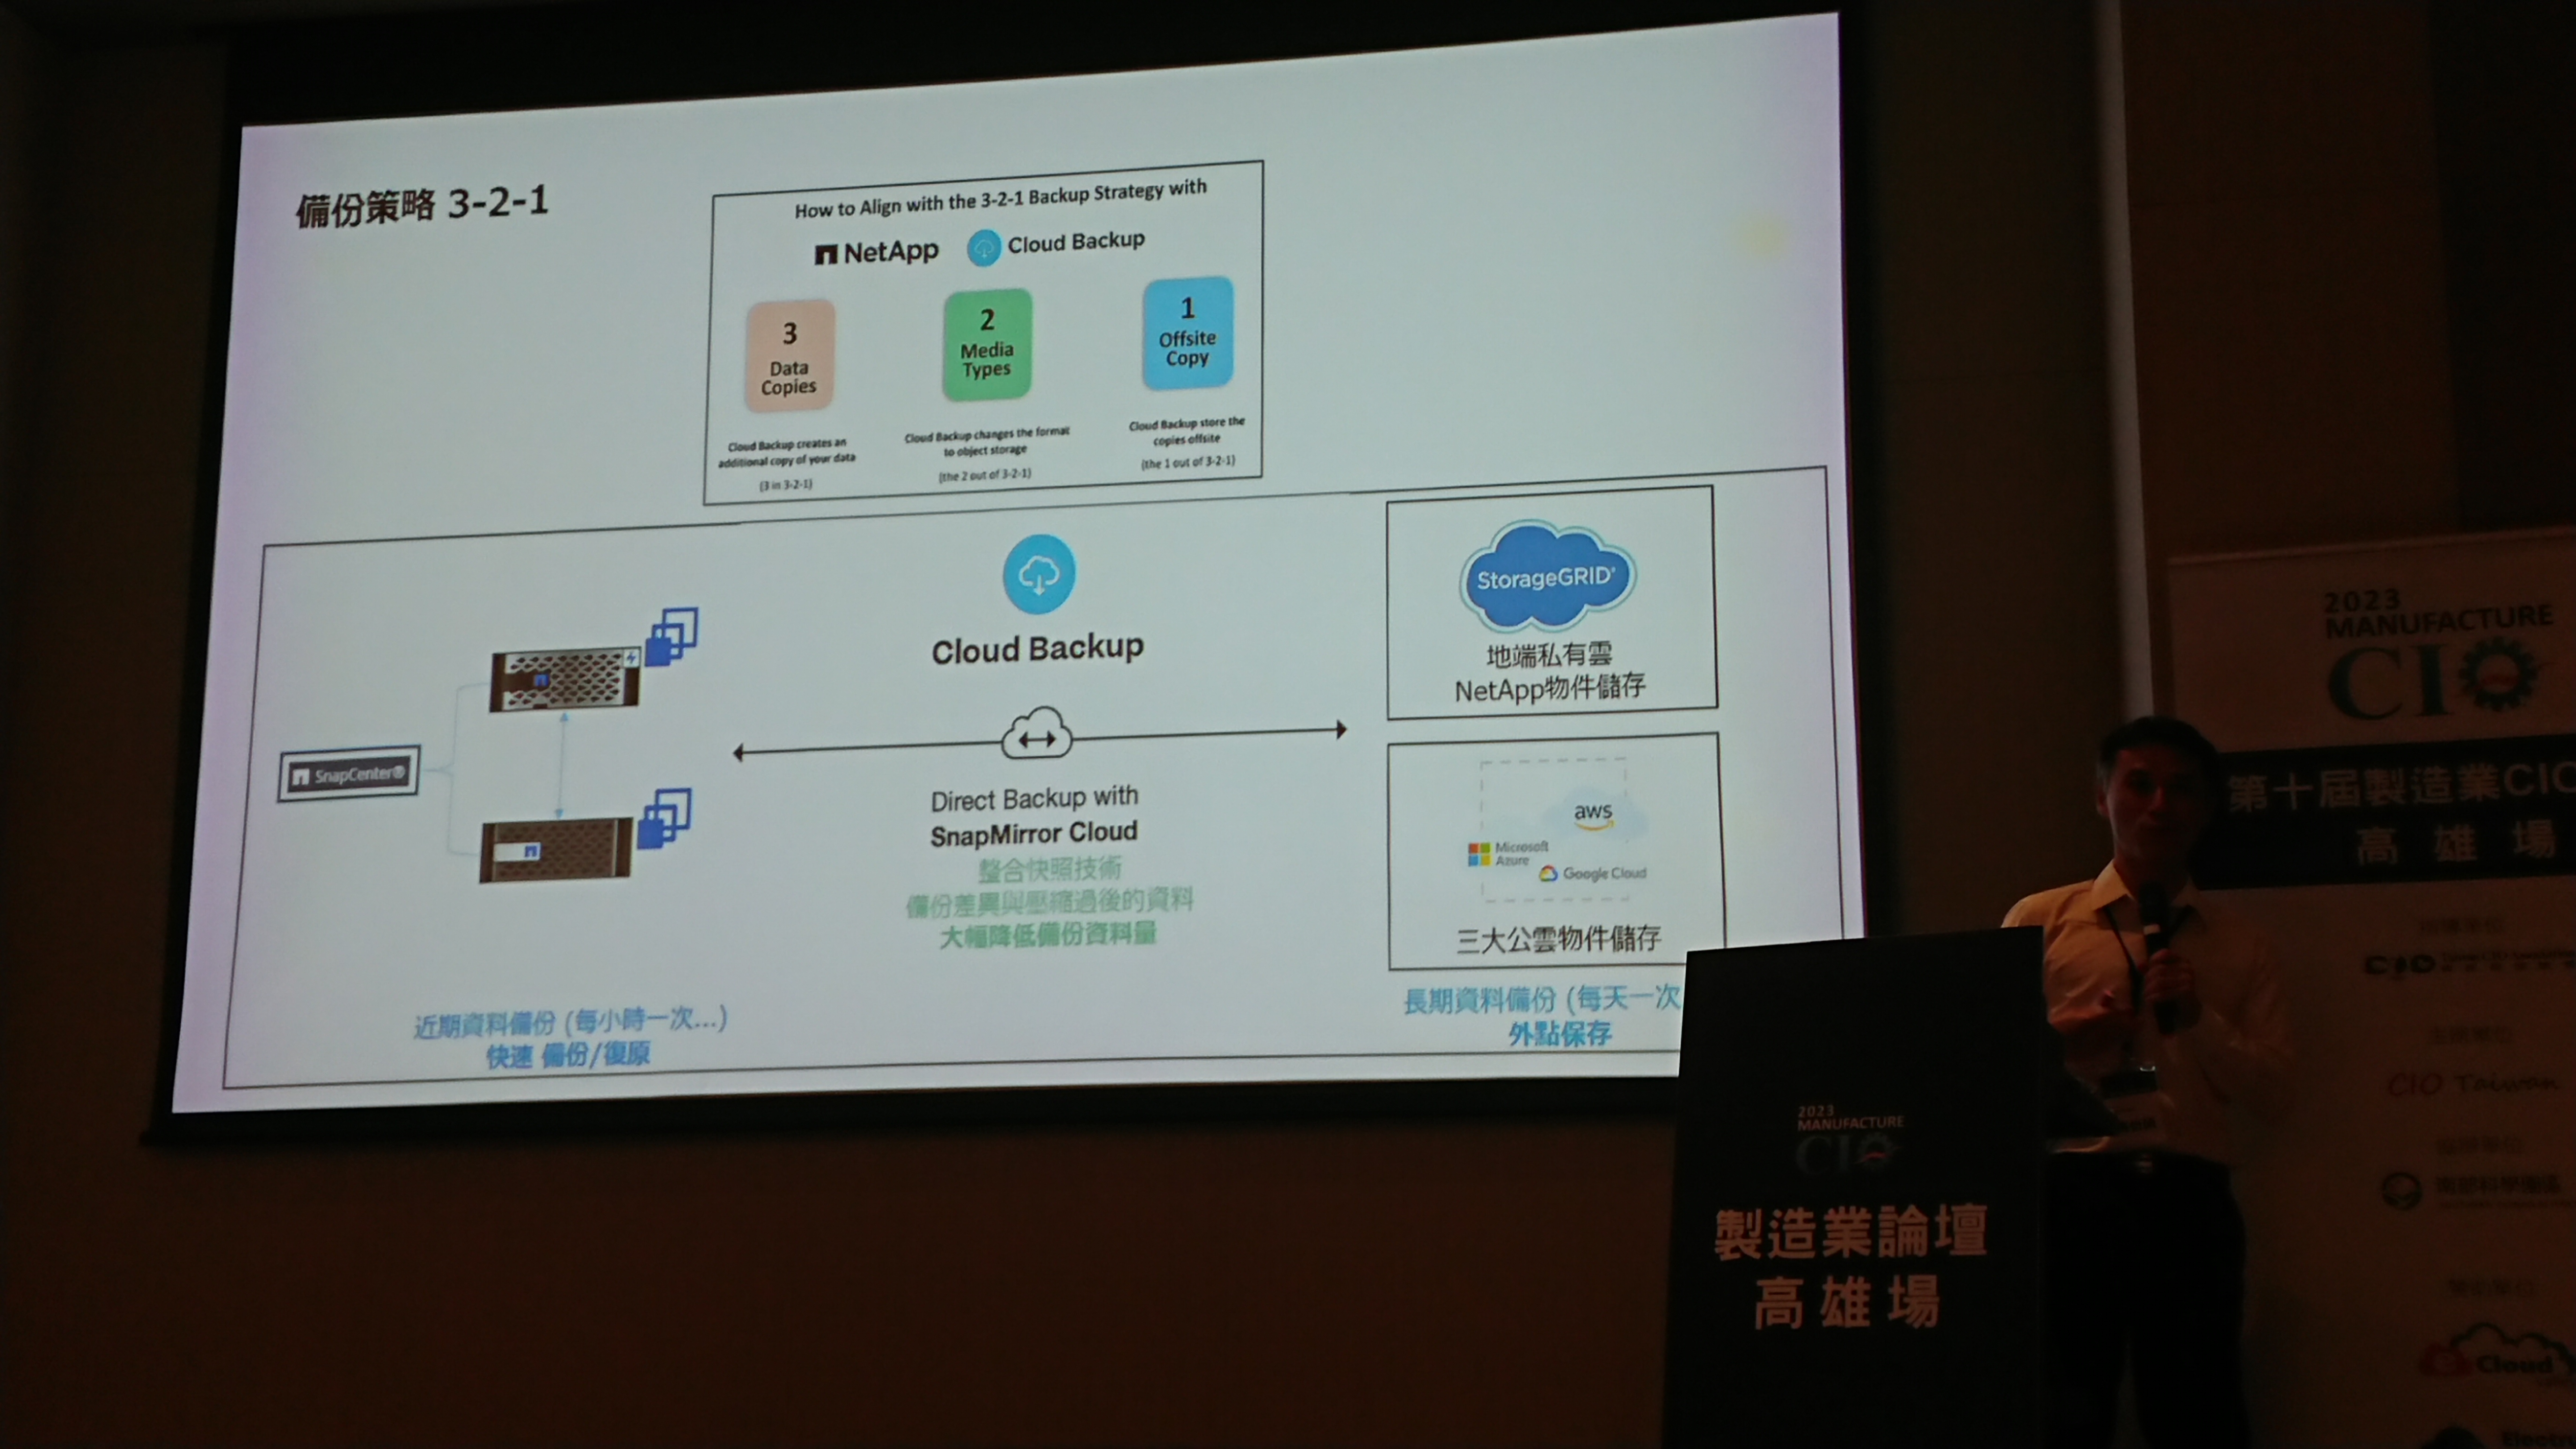 備份策略 3-2-1
How to Align with the 3-2-1 Backup Strategy with
NetApp
Cloud Backup
3
Data
Copies
Cloud Backup creates an
additional copy of your data
(3 in 3-2-1)
2
Media
Types
Cloud Backup changes the format
to object storage
(the 2 out of 3-2-1)
1
Offsite
Copy
Cloud Backup store the
copies offsite
(the 1 out of 3-2-1)
SnapCenter®
近期資料備份 (每小時一次...)
快速 備份/復原
Cloud Backup
Direct Backup with
SnapMirror Cloud
整合快照技術
備份差異與壓縮過後的資料
大幅降低備份資料量
StorageGRID®
地端私有雲
NetApp物件儲存
aws
Microsoft
Azure
Google Cloud
三大公雲物件儲存
長期資料備份 (每天一次
外點保存
2023
MANUFACTURE
CIO
製造業論壇
高雄場
2023
MANUFACTURE
CIO
第十屆製造業CIO
高雄場
CIO Taiwan
南部科學園區
Cloud